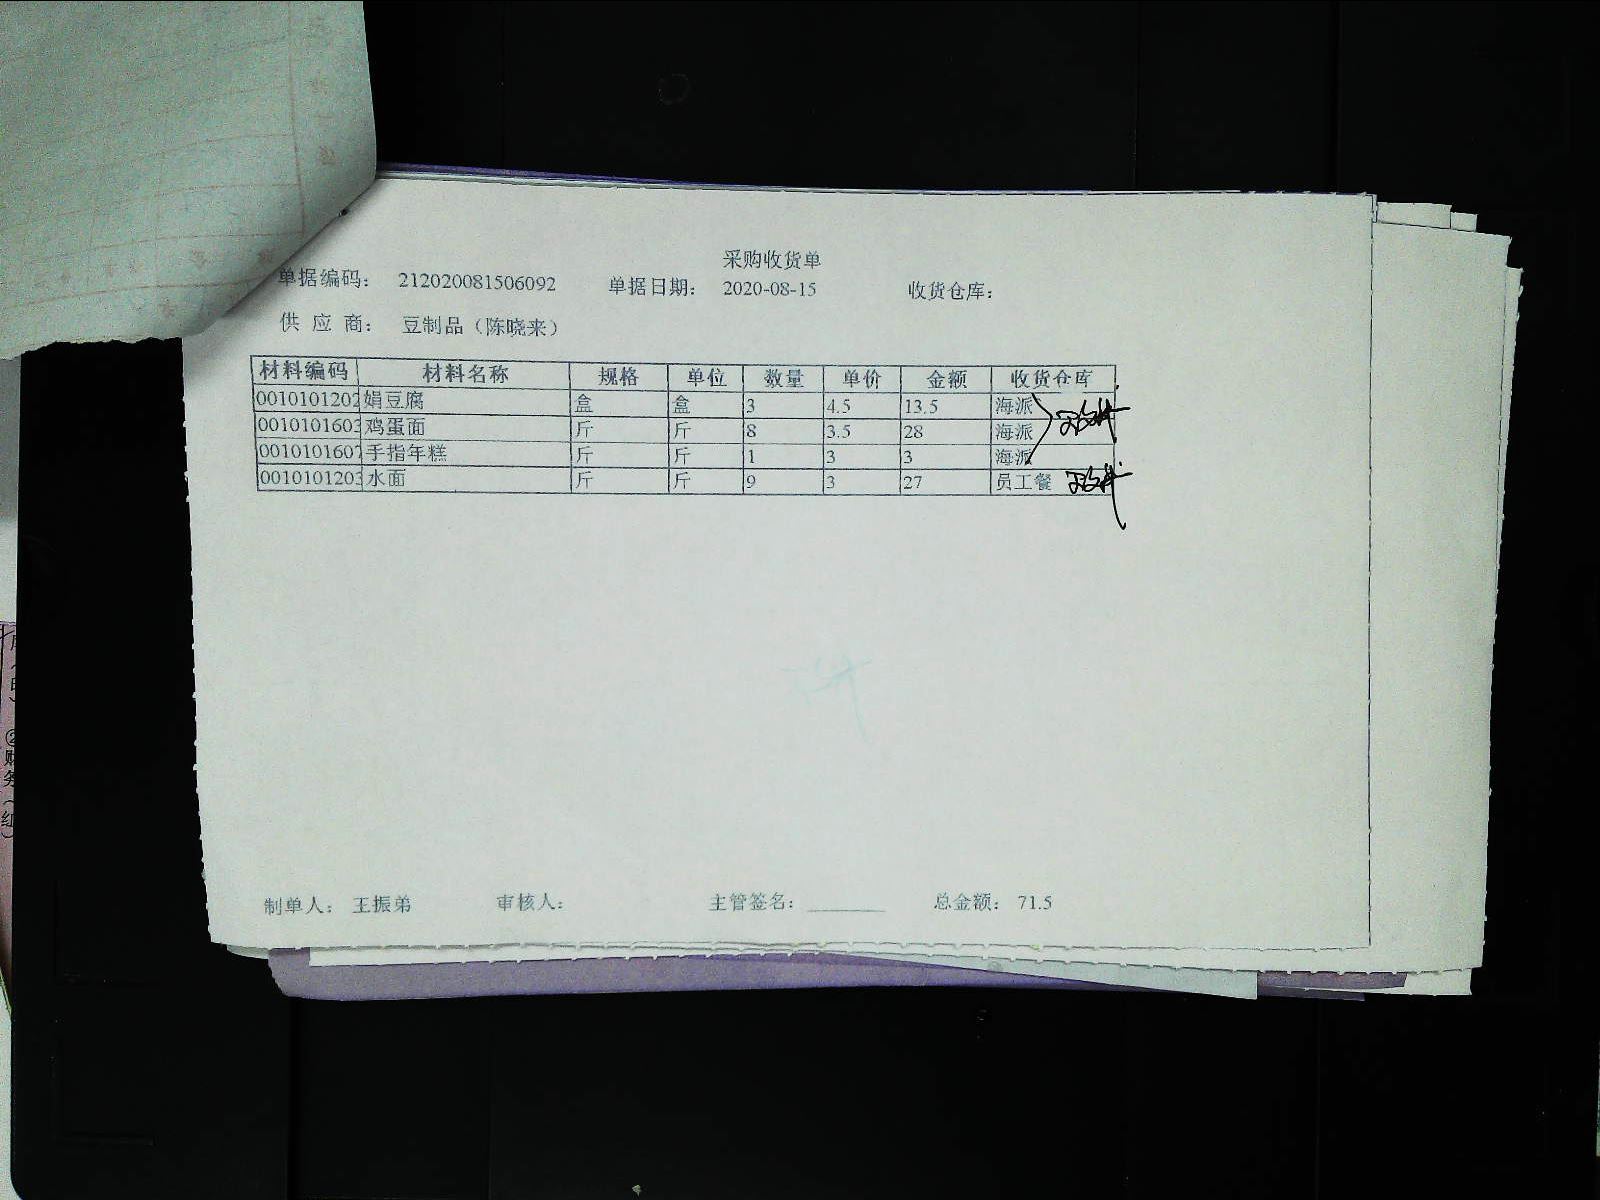 采购收货单
单据编码： 212020081506092 单据日期： 2020-08-15 收货仓库：
供 应 商： 豆制品（陈晓来）
材料编码 材料名称 规格 单位 数量 单价 金额 收货仓库
0010101202 娟豆腐 盒 盒 3 4.5 13.5 海派
0010101603 鸡蛋面 斤 斤 8 3.5 28 海派
0010101607 手指年糕 斤 斤 1 3 3 海派
0010101203 水面 斤 斤 9 3 27 员工餐
制单人： 王振弟 审核人： 主管签名： 总金额： 71.5